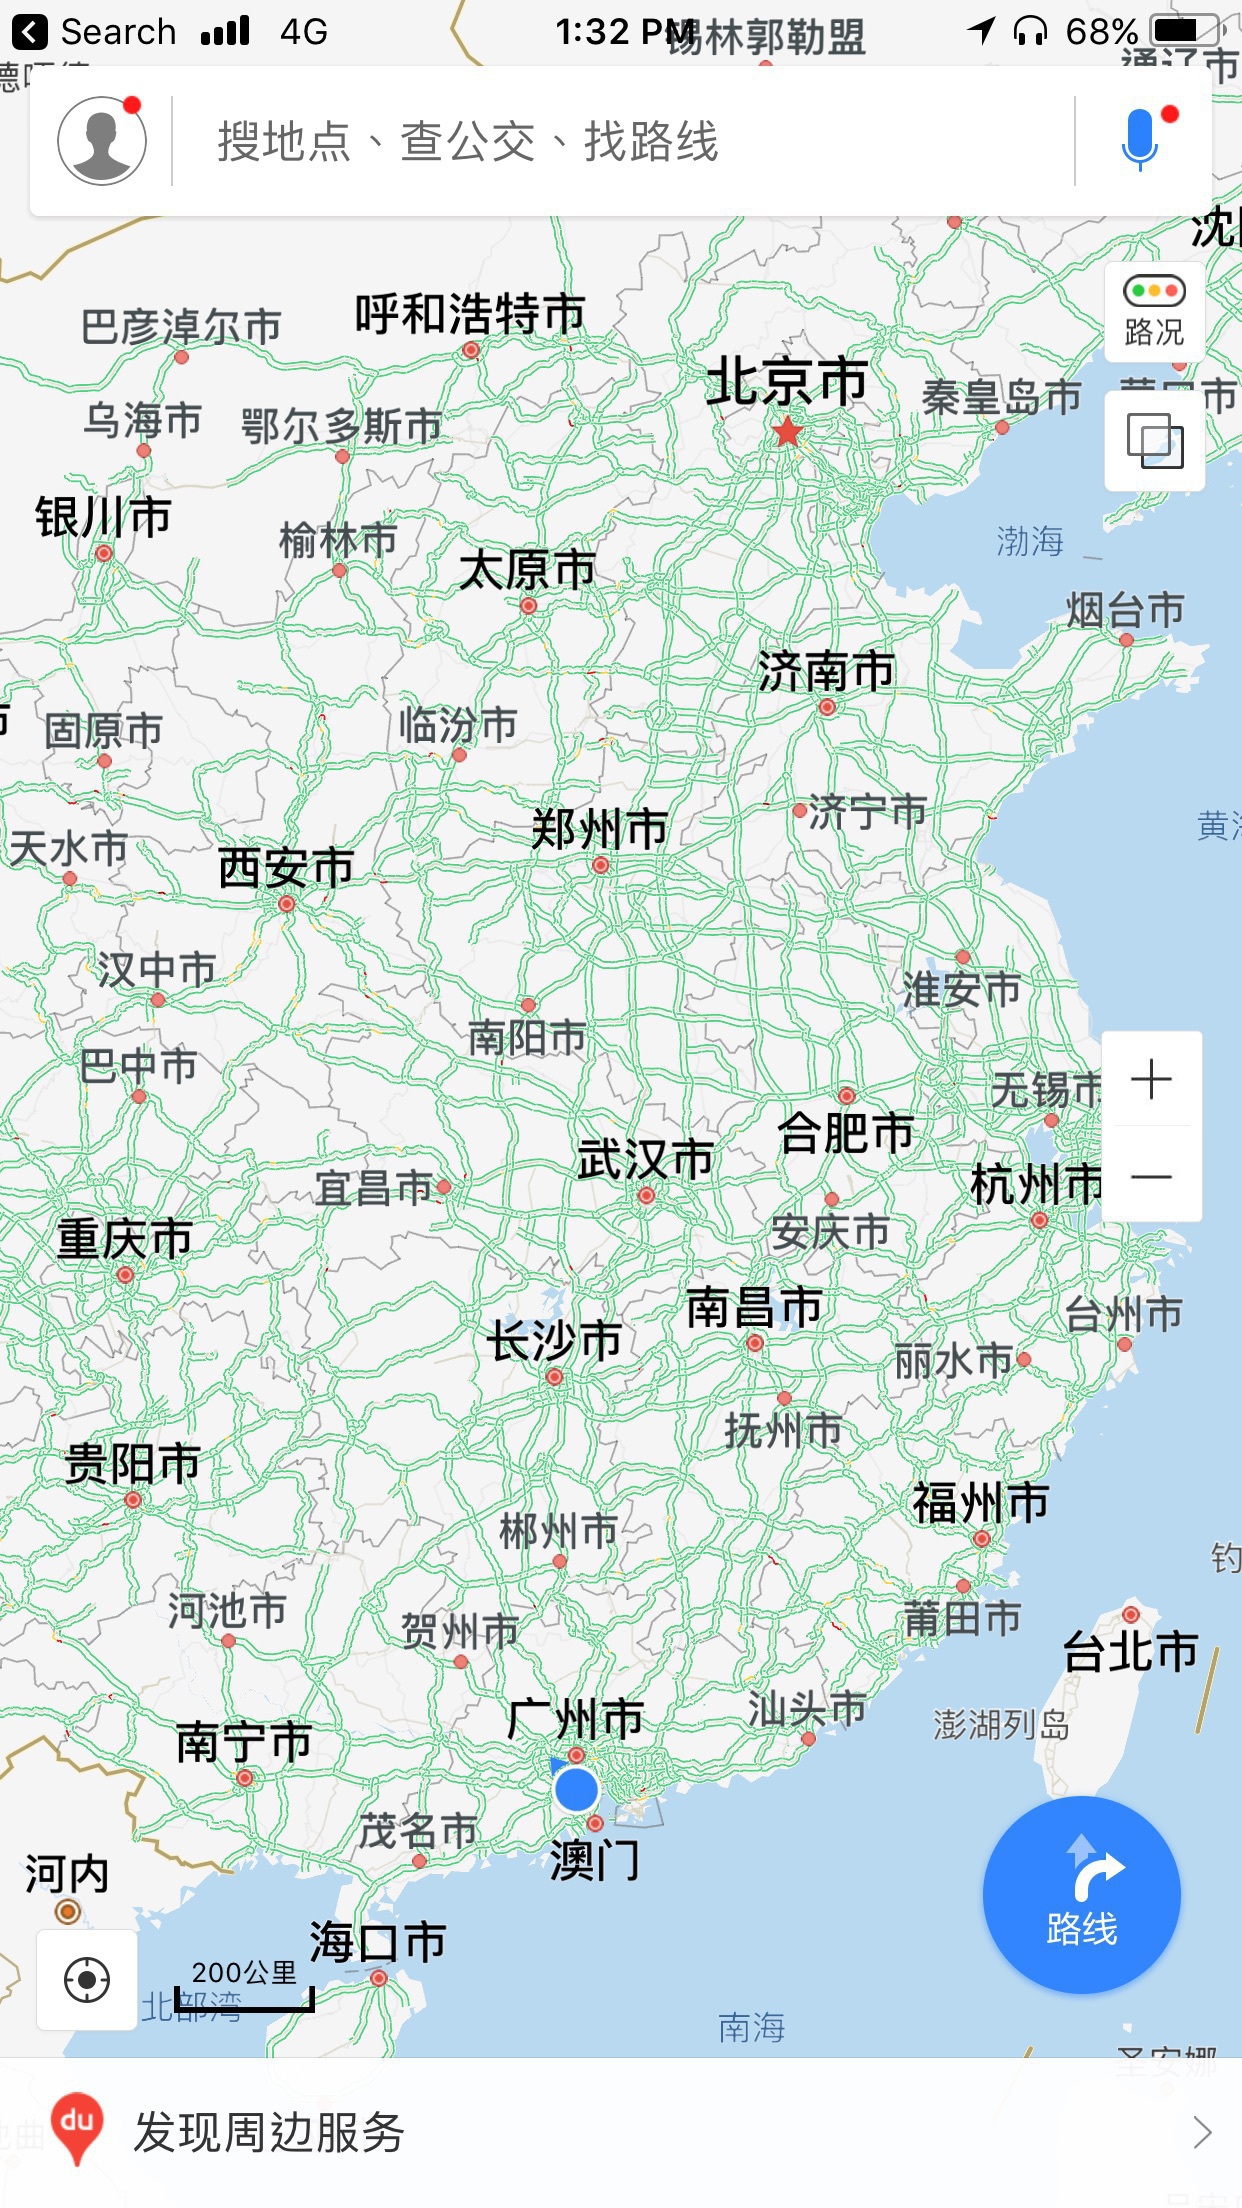 Search
4G
1:32 PM
68%
锡林郭勒盟
通辽市
搜地点、查公交、找路线
路况
呼和浩特市
巴彦淖尔市
北京市
秦皇岛市
乌海市
鄂尔多斯市
银川市
榆林市
太原市
渤海
烟台市
济南市
固原市
临汾市
济宁市
郑州市
天水市
西安市
汉中市
淮安市
南阳市
巴中市
无锡市
合肥市
武汉市
宜昌市
杭州市
安庆市
重庆市
南昌市
台州市
长沙市
丽水市
抚州市
贵阳市
福州市
郴州市
河池市
贺州市
莆田市
台北市
汕头市
广州市
澎湖列岛
南宁市
茂名市
澳门
河内
路线
海口市
200公里
北部湾
南海
圣安娜
du
发现周边服务